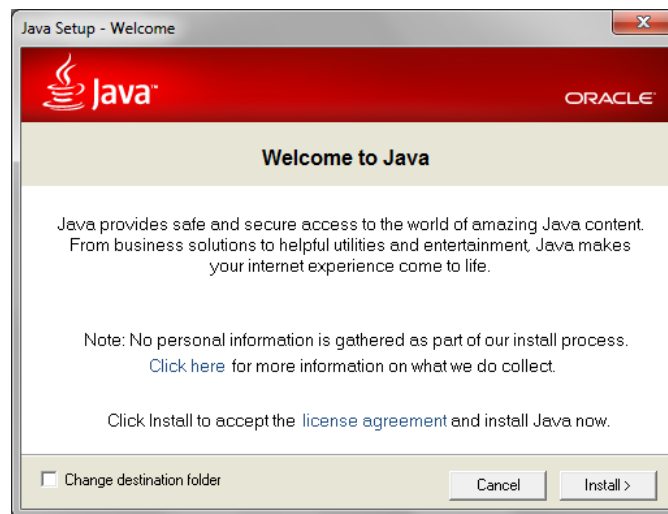 Java Setup - Welcome
Java™
ORACLE
Welcome to Java
Java provides safe and secure access to the world of amazing Java content.
From business solutions to helpful utilities and entertainment, Java makes
your internet experience come to life.
Note: No personal information is gathered as part of our install process.
Click here for more information on what we do collect.
Click Install to accept the license agreement and install Java now.
Change destination folder
Cancel
Install >